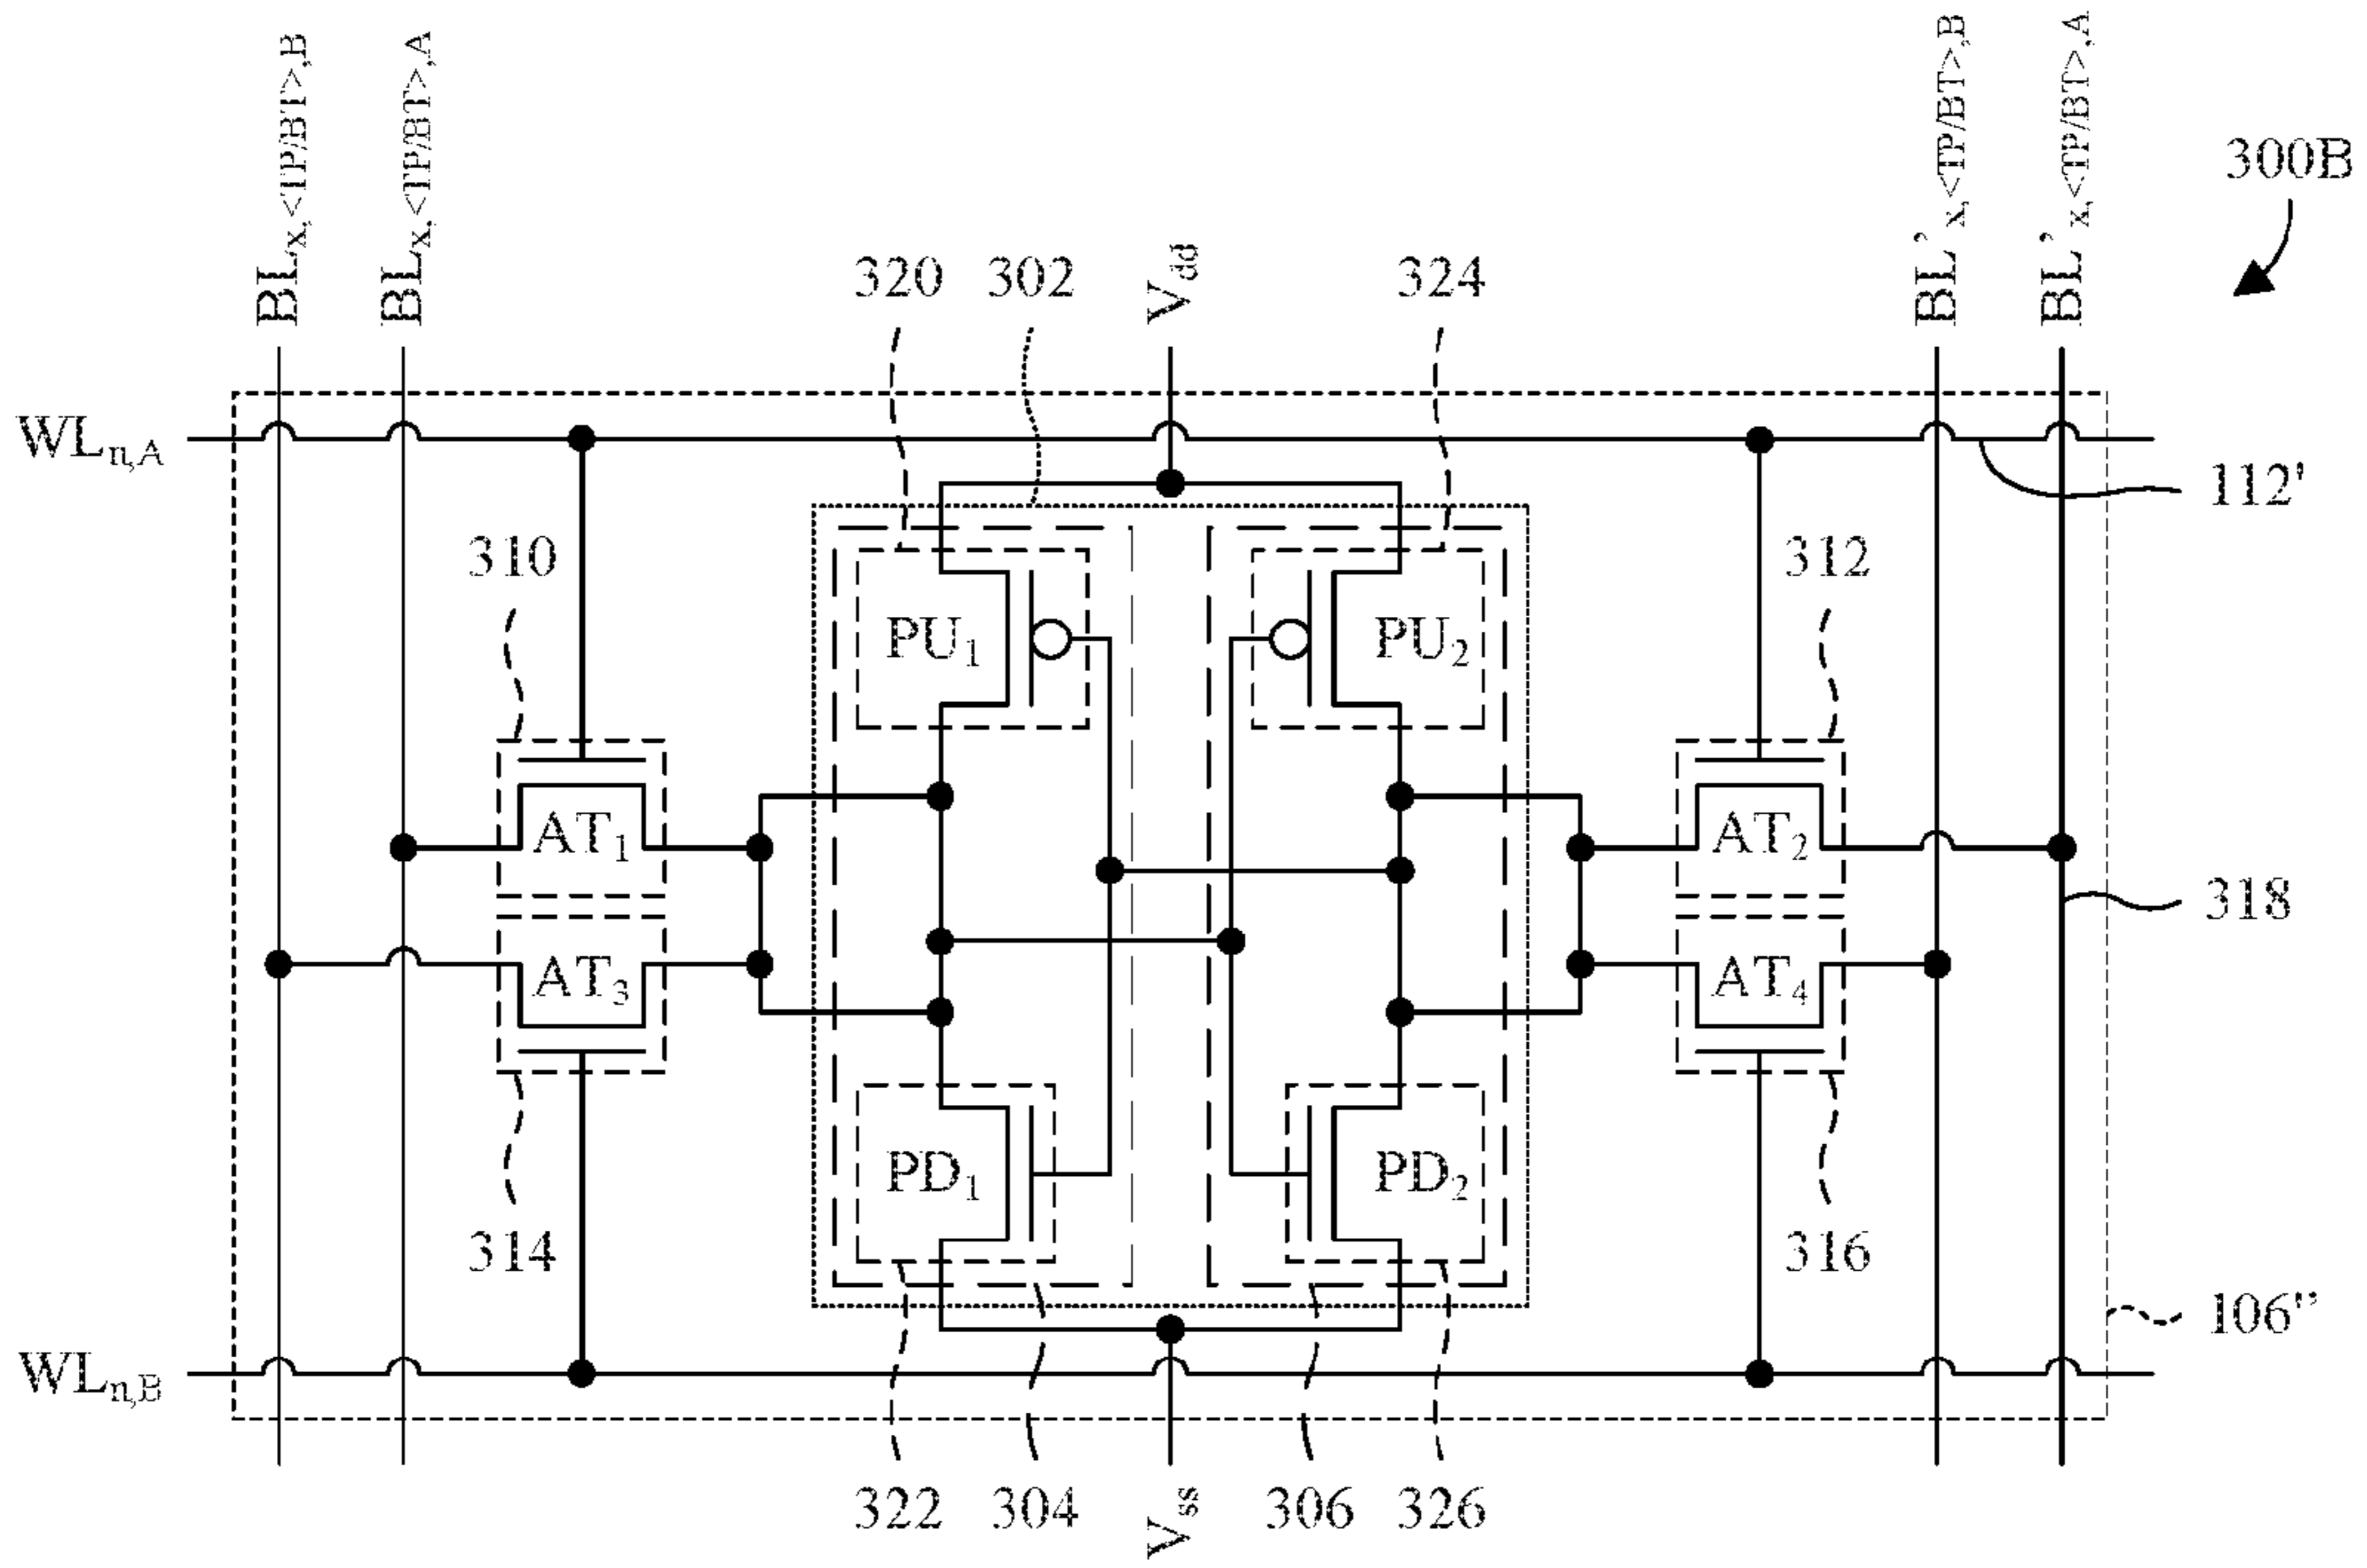 BLx,<TP/BT>,B
BLx,<TP/BT>,A
BL’x,<TP/BT>,B
BL’x,<TP/BT>,A
300B
320
302
Vdd
324
WLn,A
112'
310
312
PU1
PU2
AT1
AT2
318
AT3
AT4
PD1
PD2
314
316
106''
WLn,B
322
304
Vss
306
326